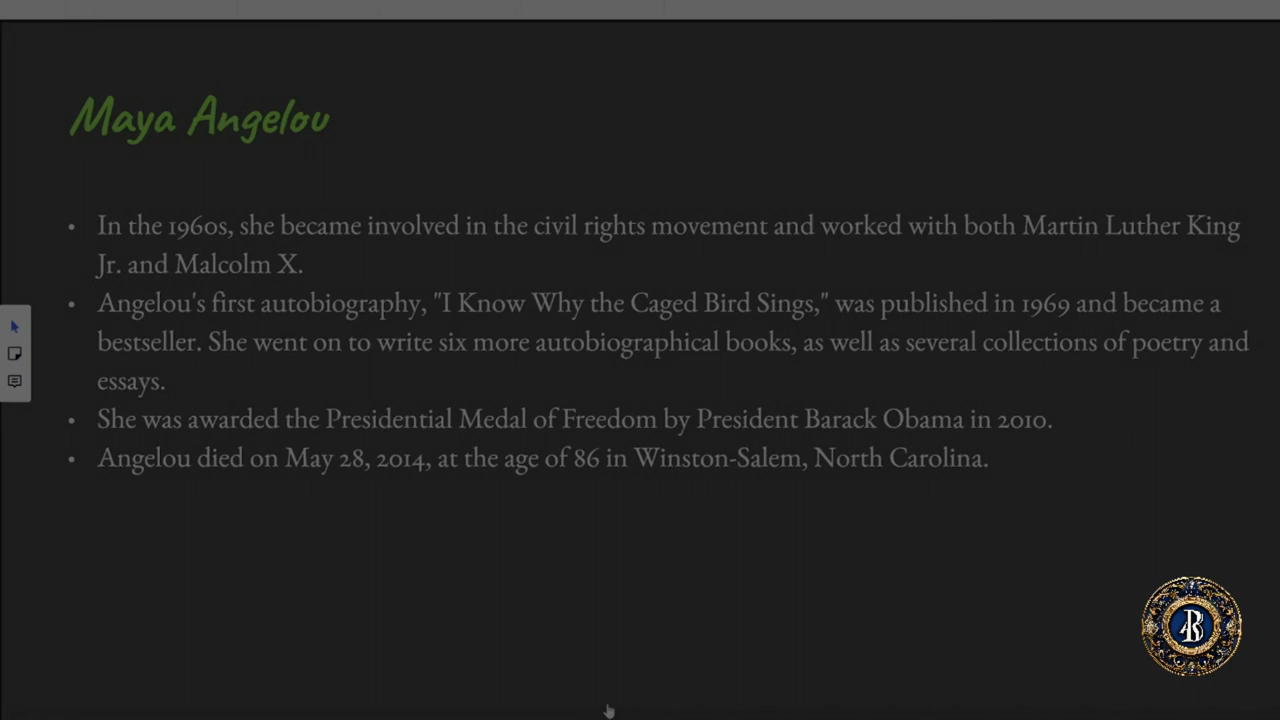 Maya Angelou
• In the 1960s, she became involved in the civil rights movement and worked with both Martin Luther King
Jr. and Malcolm X.
• Angelou's first autobiography, "I Know Why the Caged Bird Sings," was published in 1969 and became a
bestseller. She went on to write six more autobiographical books, as well as several collections of poetry and
essays.
• She was awarded the Presidential Medal of Freedom by President Barack Obama in 2010.
• Angelou died on May 28, 2014, at the age of 86 in Winston-Salem, North Carolina.